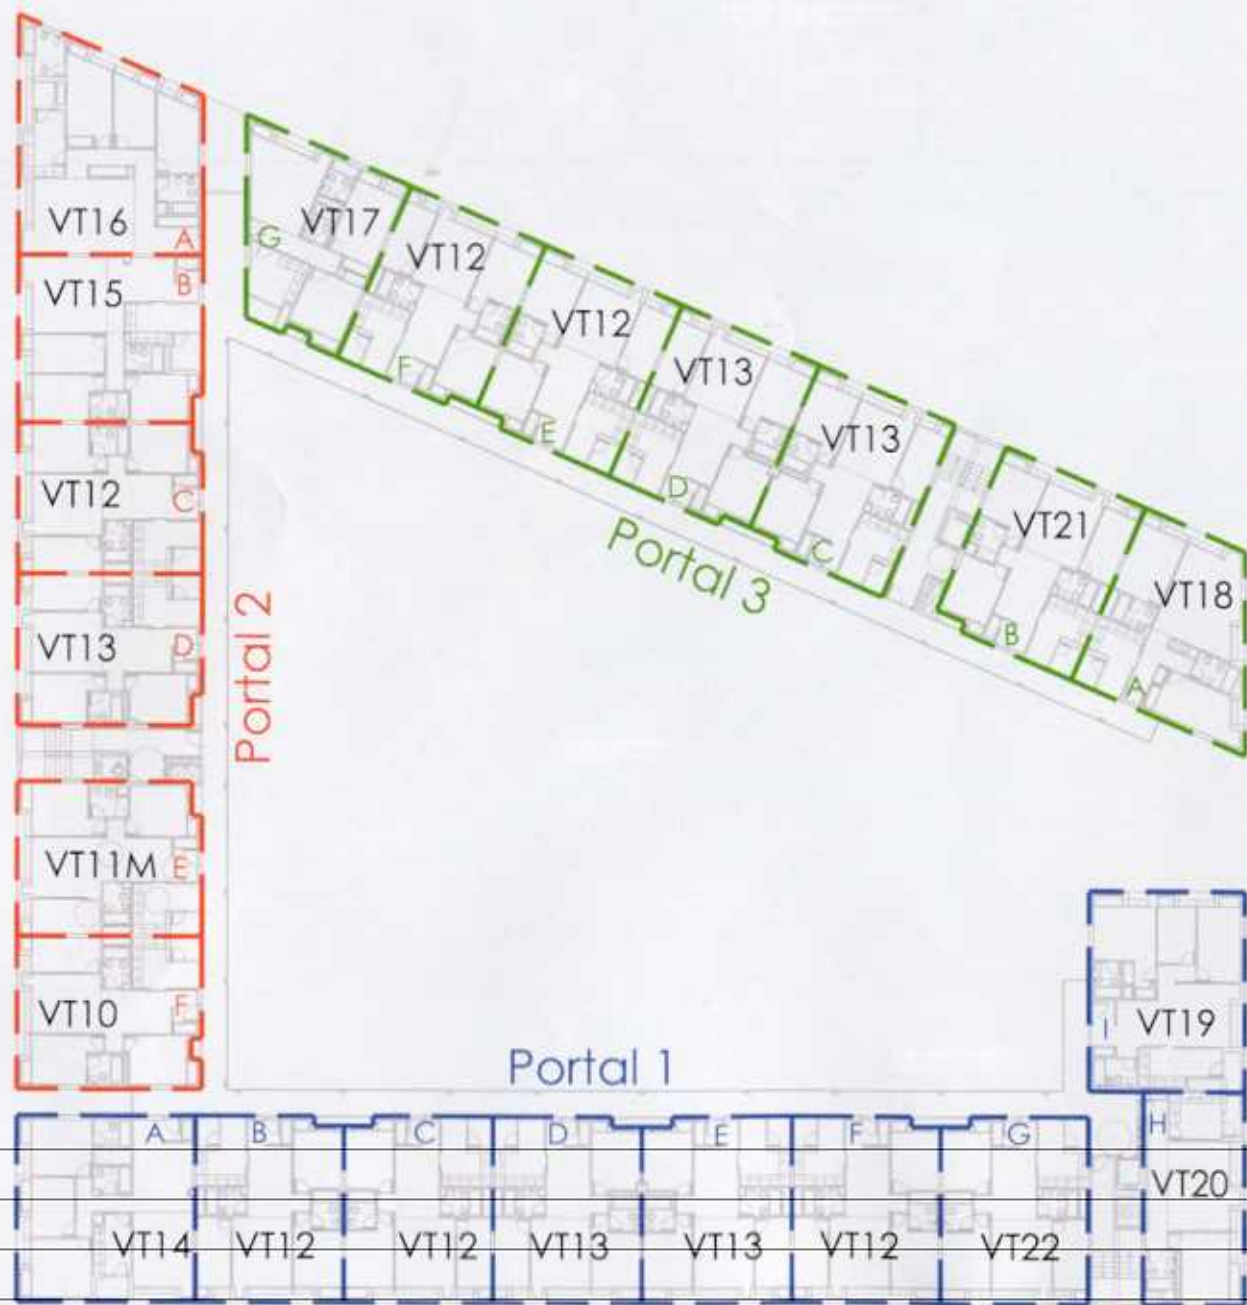 VT16
A
VT15
B
VT12
C
VT13
D
VT11M
E
VT10
F
Portal 2
VT17
G
VT12
F
VT12
E
VT13
D
VT13
C
VT21
B
VT18
A
Portal 3
Portal 1
I
VT19
H
VT20
A
B
C
D
E
F
G
VT14
VT12
VT12
VT13
VT13
VT12
VT22